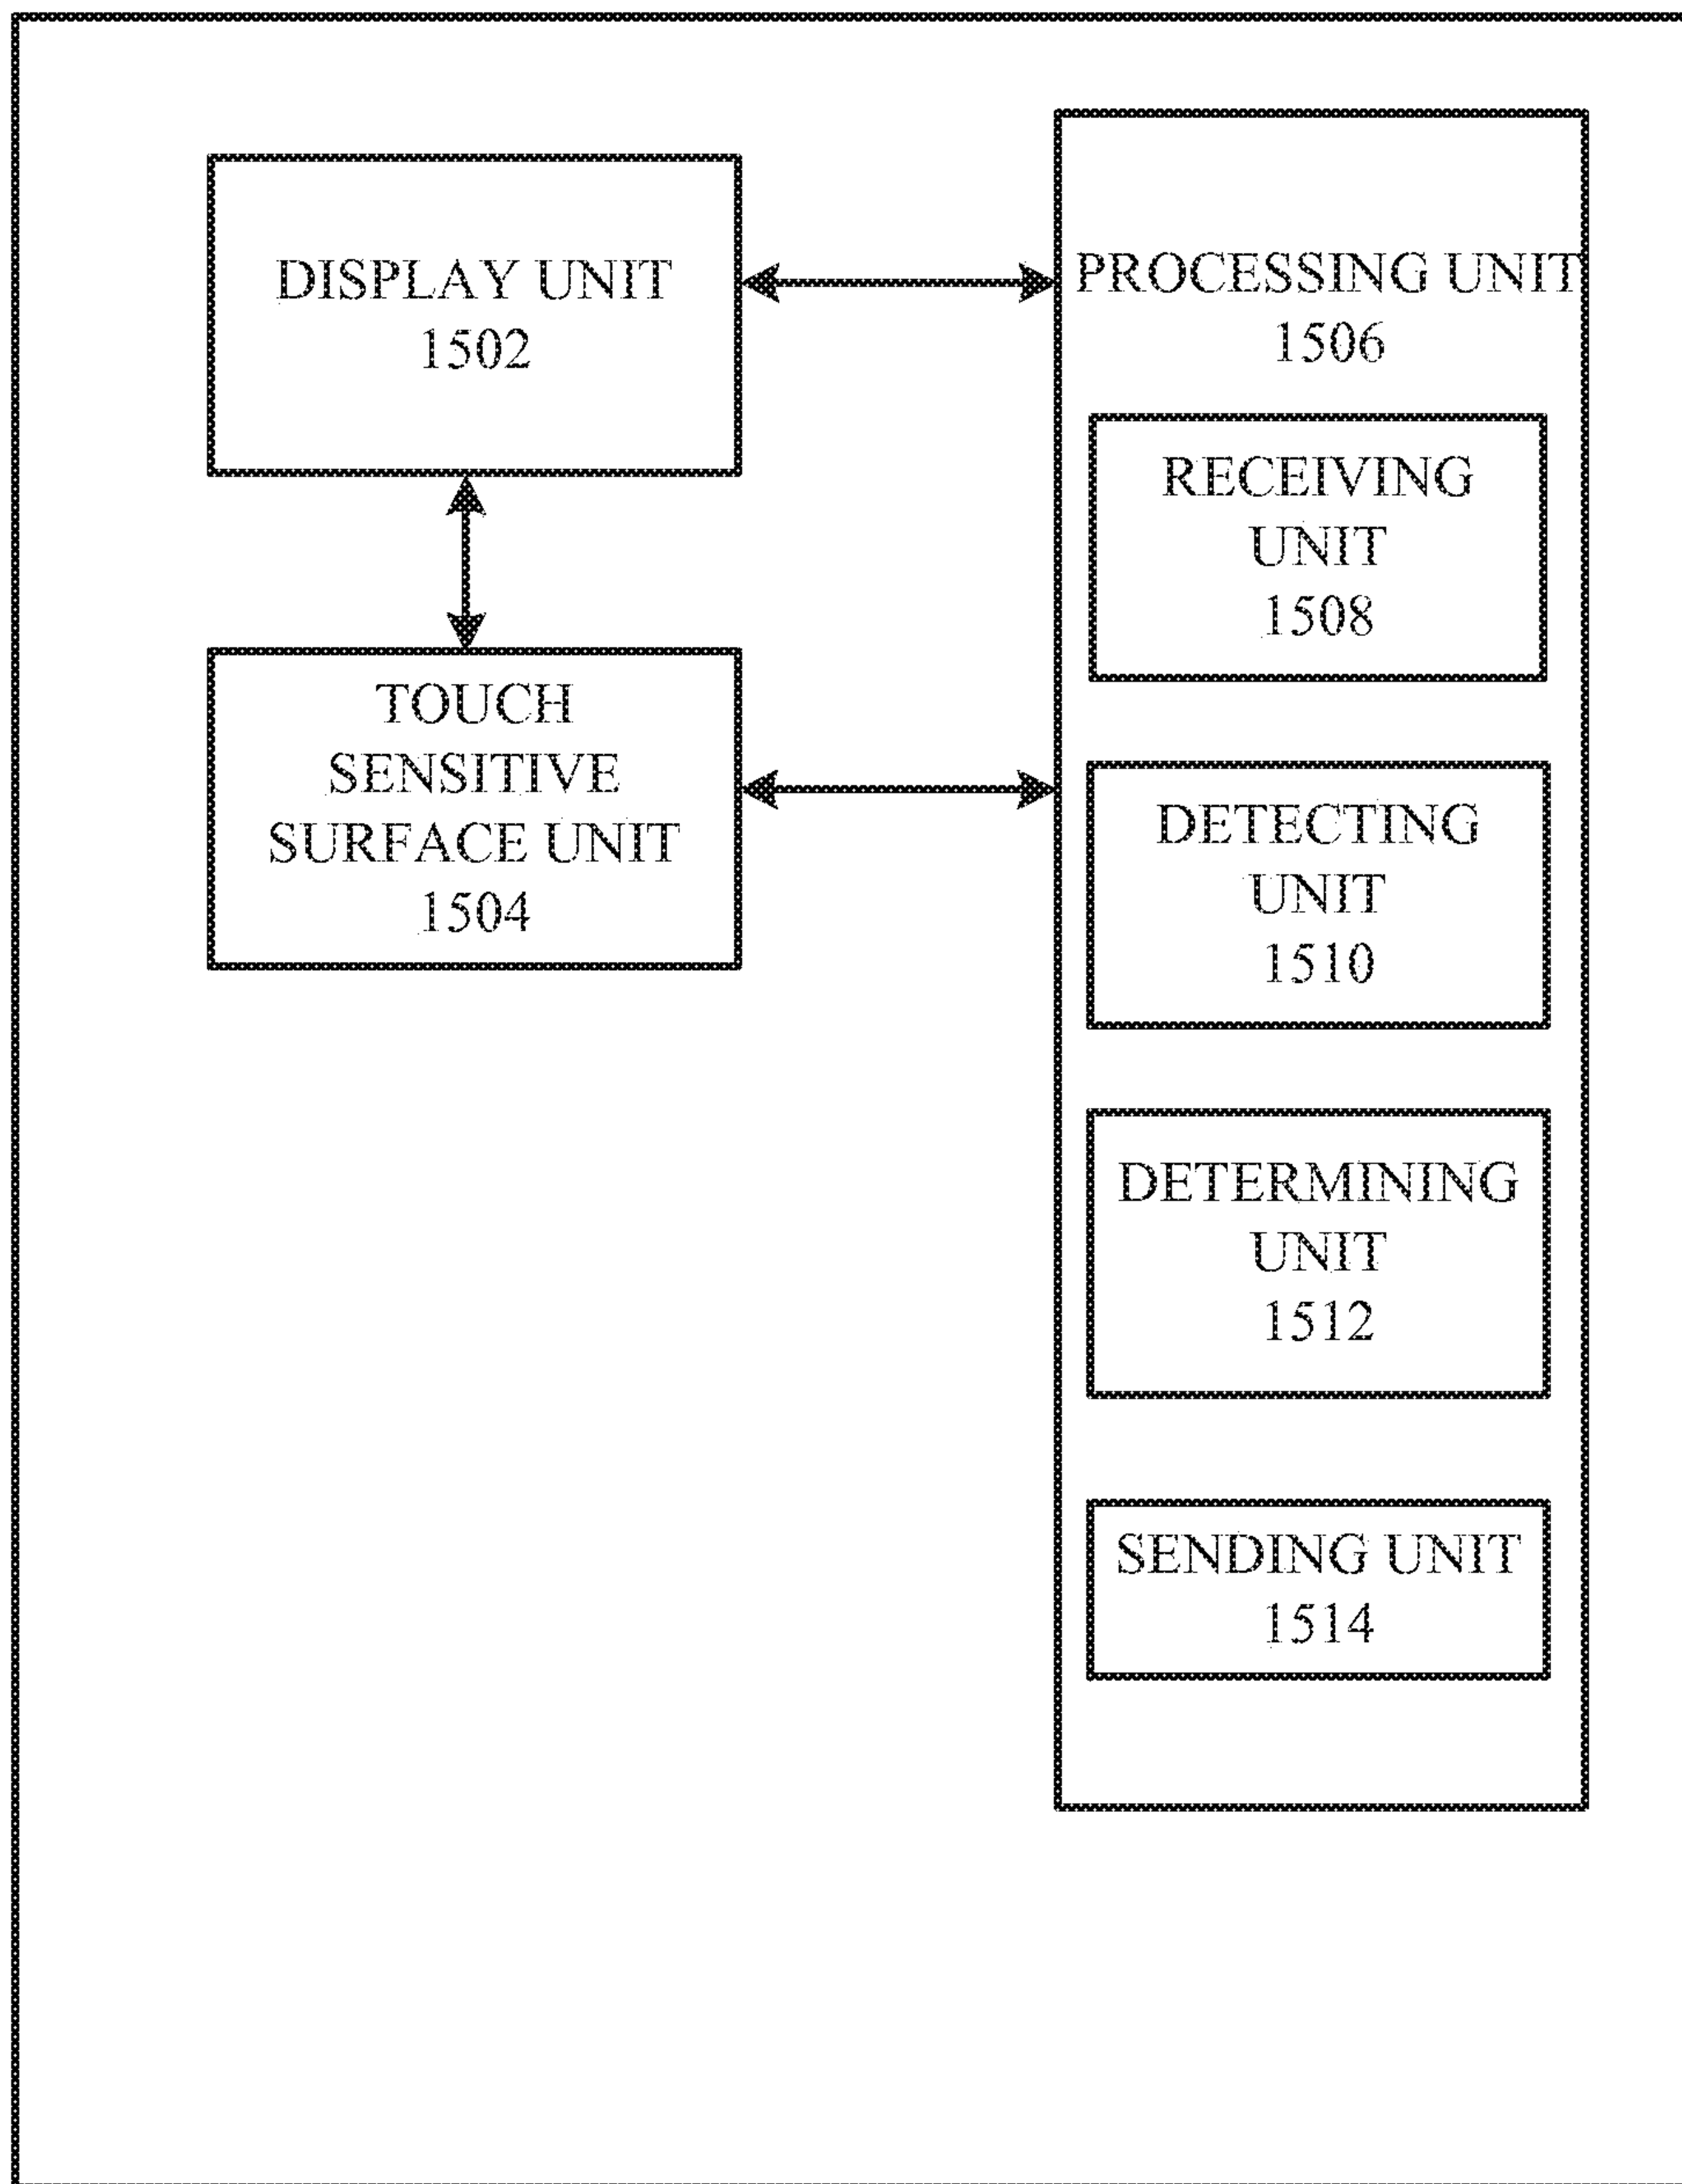 DISPLAY UNIT
1502
TOUCH
SENSITIVE
SURFACE UNIT
1504
PROCESSING UNIT
1506
RECEIVING
UNIT
1508
DETECTING
UNIT
1510
DETERMINING
UNIT
1512
SENDING UNIT
1514